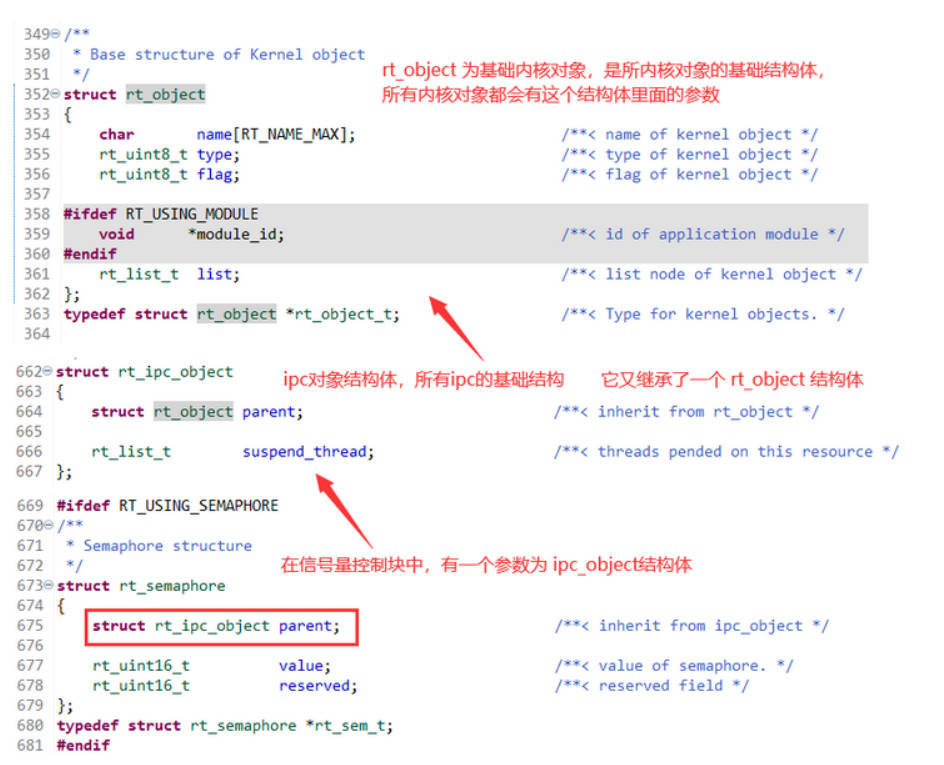 349 /**
350  * Base structure of Kernel object
351  */
rt_object 为基础内核对象，是所内核对象的基础结构体，
352 struct rt_object
所有内核对象都会有这个结构体里面的参数
353 {
354     char        name[RT_NAME_MAX];                /**< name of kernel object */
355     rt_uint8_t type;                              /**< type of kernel object */
356     rt_uint8_t flag;                              /**< flag of kernel object */
357
358 #ifdef RT_USING_MODULE
359     void       *module_id;                        /**< id of application module */
360 #endif
361     rt_list_t  list;                              /**< list node of kernel object */
362 };
363 typedef struct rt_object *rt_object_t;            /**< Type for kernel objects. */
364
662 struct rt_ipc_object
ipc对象结构体，所有ipc的基础结构 它又继承了一个 rt_object 结构体
663 {
664     struct rt_object parent;                      /**< inherit from rt_object */
665
666     rt_list_t        suspend_thread;              /**< threads pended on this resource */
667 };
669 #ifdef RT_USING_SEMAPHORE
670 /**
671  * Semaphore structure
672  */
在信号量控制块中，有一个参数为 ipc_object结构体
673 struct rt_semaphore
674 {
675     struct rt_ipc_object parent;                  /**< inherit from ipc_object */
676
677     rt_uint16_t          value;                   /**< value of semaphore. */
678     rt_uint16_t          reserved;                /**< reserved field */
679 };
680 typedef struct rt_semaphore *rt_sem_t;
681 #endif